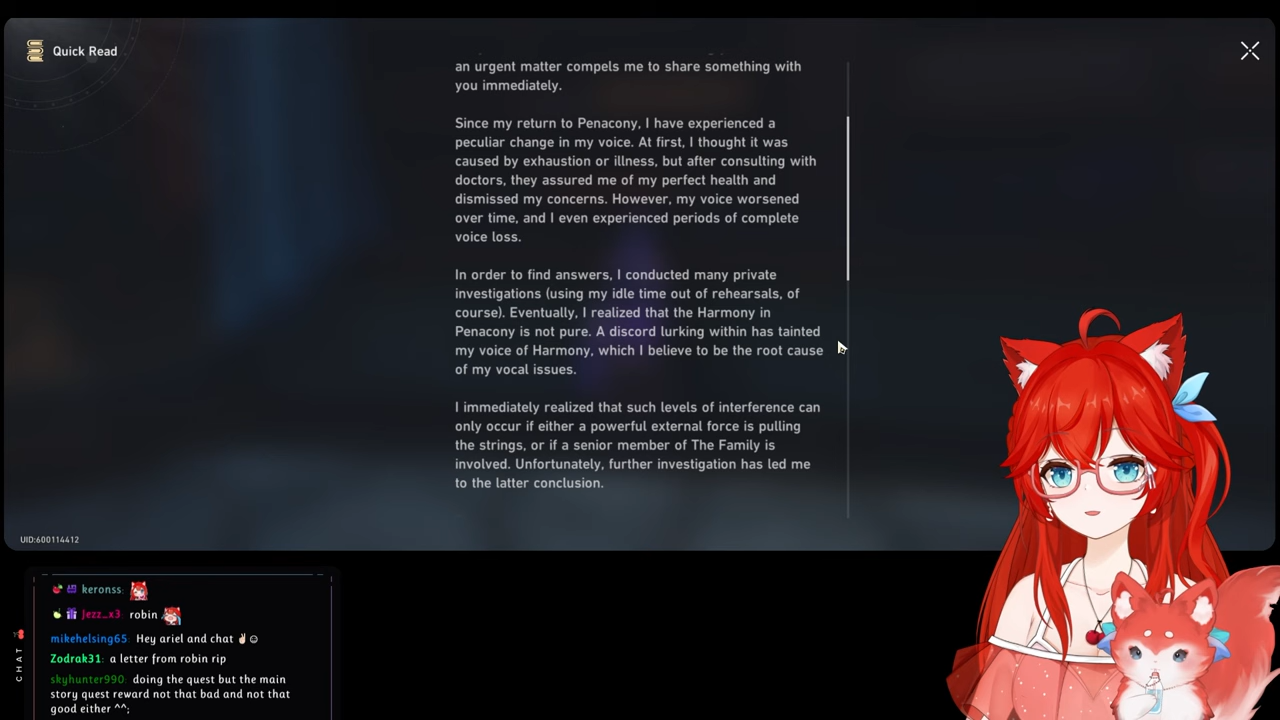 Quick Read
an urgent matter compels me to share something with
you immediately.
Since my return to Penacony, I have experienced a
peculiar change in my voice. At first, I thought it was
caused by exhaustion or illness, but after consulting with
doctors, they assured me of my perfect health and
dismissed my concerns. However, my voice worsened
over time, and I even experienced periods of complete
voice loss.
In order to find answers, I conducted many private
investigations (using my idle time out of rehearsals, of
course). Eventually, I realized that the Harmony in
Penacony is not pure. A discord lurking within has tainted
my voice of Harmony, which I believe to be the root cause
of my vocal issues.
I immediately realized that such levels of interference can
only occur if either a powerful external force is pulling
the strings, or if a senior member of The Family is
involved. Unfortunately, further investigation has led me
to the latter conclusion.
UID:600114412
CHAT
keronss:
Jezz_x3 robin
mikehelsing65: Hey ariel and chat ✌🏻☺
Zodrak31: a letter from robin rip
skyhunter990: doing the quest but the main
story quest reward not that bad and not that
good either ^^;